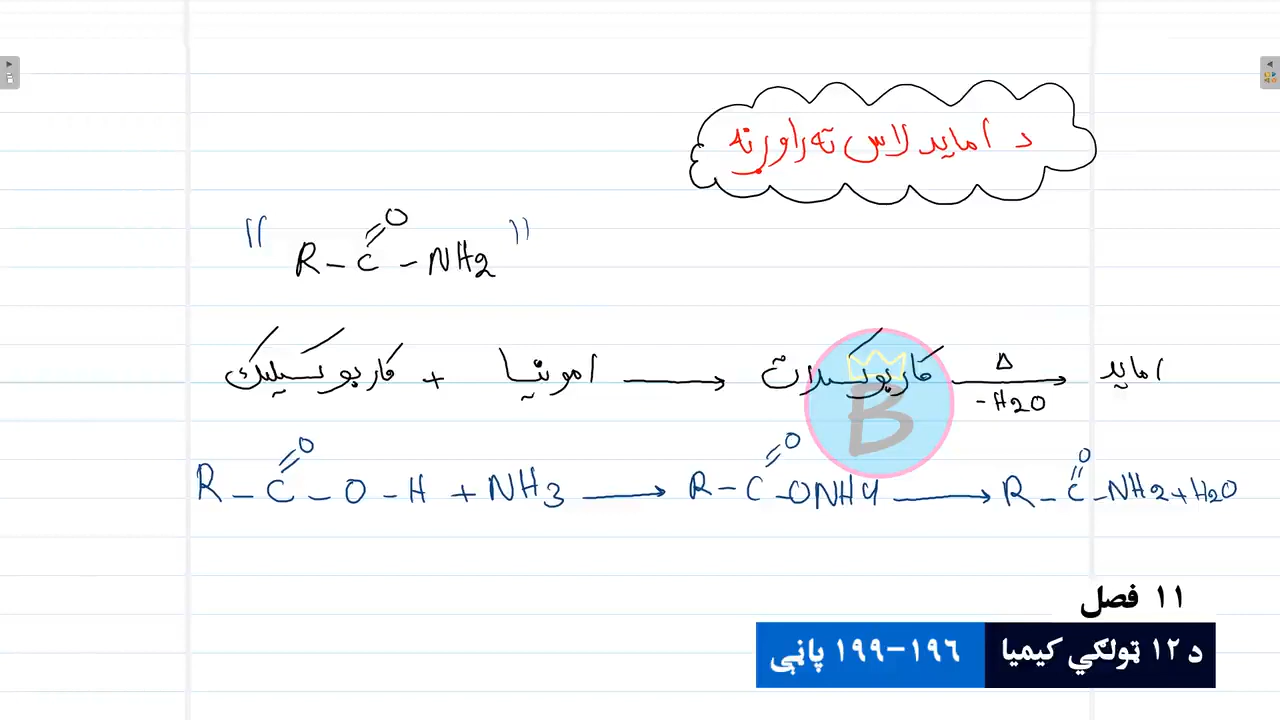 د امايد لاس ته راوړنه
" R – C = O – NH2 "
کاربوکسيليک + امونيا ⟶ کاربوکسلات ⟶ Δ -H2O امايد
R – C = O – O – H + NH3 ⟶ R – C = O – ONH4 ⟶ R – C = O – NH2 + H2O
B
۱۱ فصل
د ۱۲ ټولګي کيميا ۱۹۶–۱۹۹ پاڼې